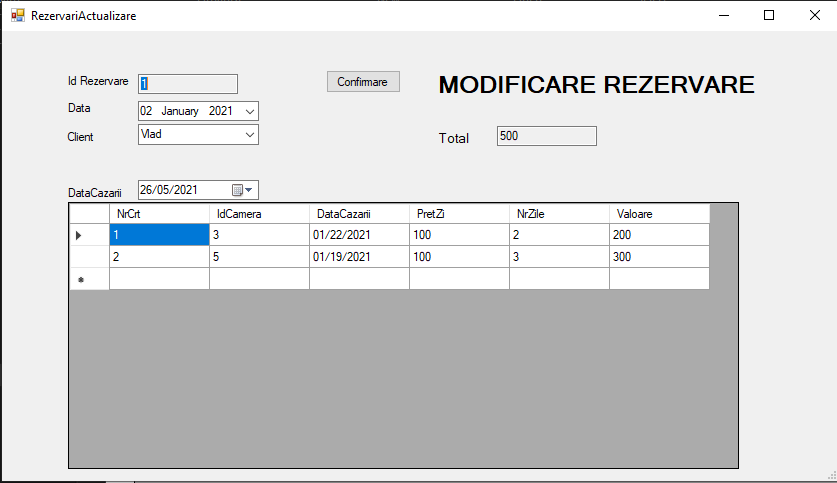 RezervariActualizare
Id Rezervare 1 Confirmare MODIFICARE REZERVARE
Data 02 January 2021
Client Vlad Total 500
DataCazarii 26/05/2021
NrCrt IdCamera DataCazarii PretZi NrZile Valoare
1 3 01/22/2021 100 2 200
2 5 01/19/2021 100 3 300